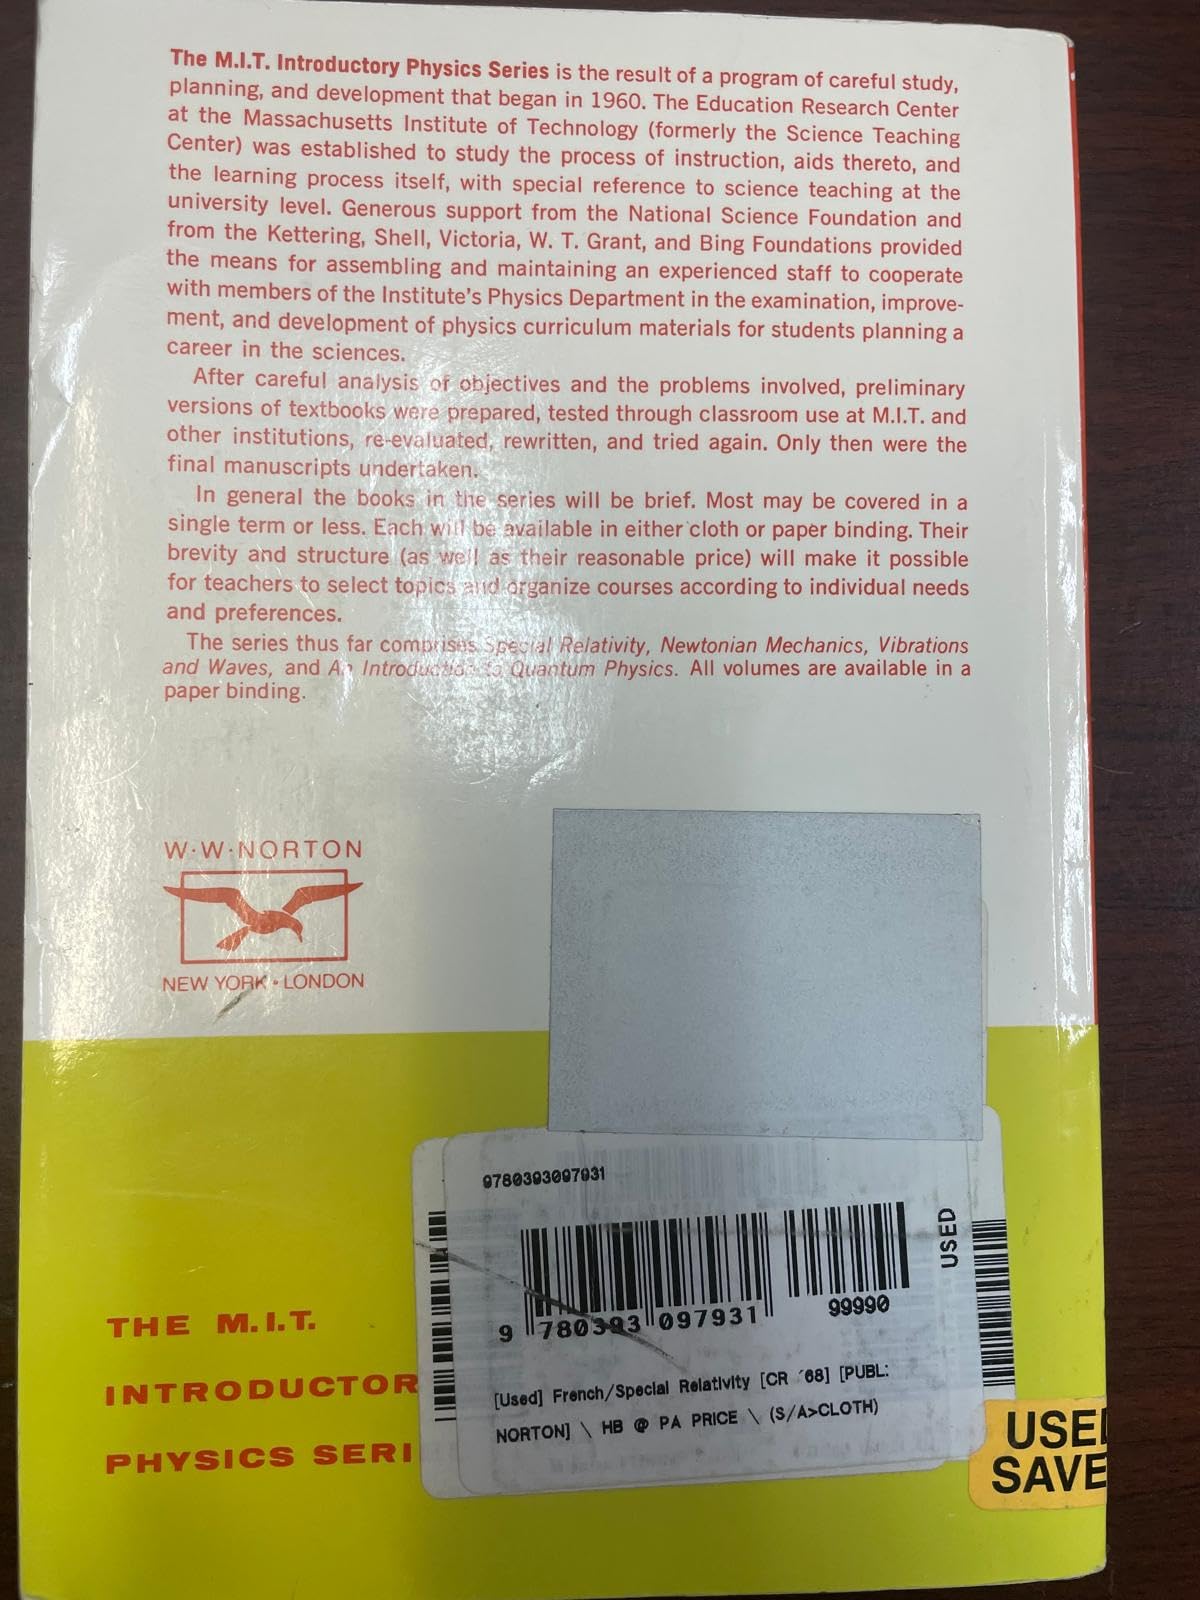 The M.I.T. Introductory Physics Series is the result of a program of careful study,
planning, and development that began in 1960. The Education Research Center
at the Massachusetts Institute of Technology (formerly the Science Teaching
Center) was established to study the process of instruction, aids thereto, and
the learning process itself, with special reference to science teaching at the
university level. Generous support from the National Science Foundation and
from the Kettering, Shell, Victoria, W. T. Grant, and Bing Foundations provided
the means for assembling and maintaining an experienced staff to cooperate
with members of the Institute's Physics Department in the examination, improve-
ment, and development of physics curriculum materials for students planning a
career in the sciences.
After careful analysis of objectives and the problems involved, preliminary
versions of textbooks were prepared, tested through classroom use at M.I.T. and
other institutions, re-evaluated, rewritten, and tried again. Only then were the
final manuscripts undertaken.
In general the books in the series will be brief. Most may be covered in a
single term or less. Each will be available in either cloth or paper binding. Their
brevity and structure (as well as their reasonable price) will make it possible
for teachers to select topics and organize courses according to individual needs
and preferences.
The series thus far comprises Special Relativity, Newtonian Mechanics, Vibrations
and Waves, and An Introduction to Quantum Physics. All volumes are available in a
paper binding.
W·W·NORTON
NEW YORK · LONDON
9780393097931
USED
99990
9 780393 097931
[Used] French/Special Relativity [CR ´68] [PUBL:
NORTON] \ HB @ PA PRICE \ (S/A>CLOTH)
THE M.I.T.
INTRODUCTOR
PHYSICS SERI
USED
SAVE